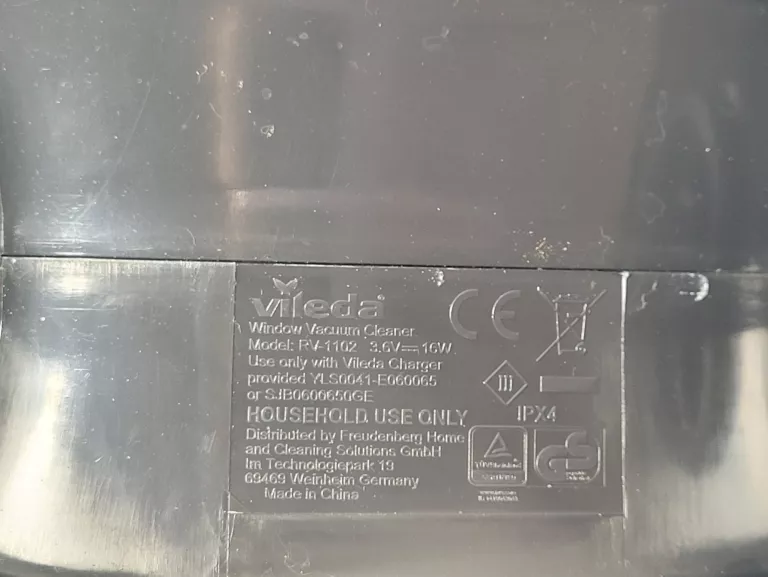 vileda
Window Vacuum Cleaner
Model: RV-1102 3.6V⎓16W
Use only with Vileda Charger
provided YLS0041-E060065
or SJB0600650GE
HOUSEHOLD USE ONLY
Distributed by Freudenberg Home
and Cleaning Solutions GmbH
Im Technologiepark 19
69469 Weinheim Germany
Made in China
CE
III
IPX4
GS